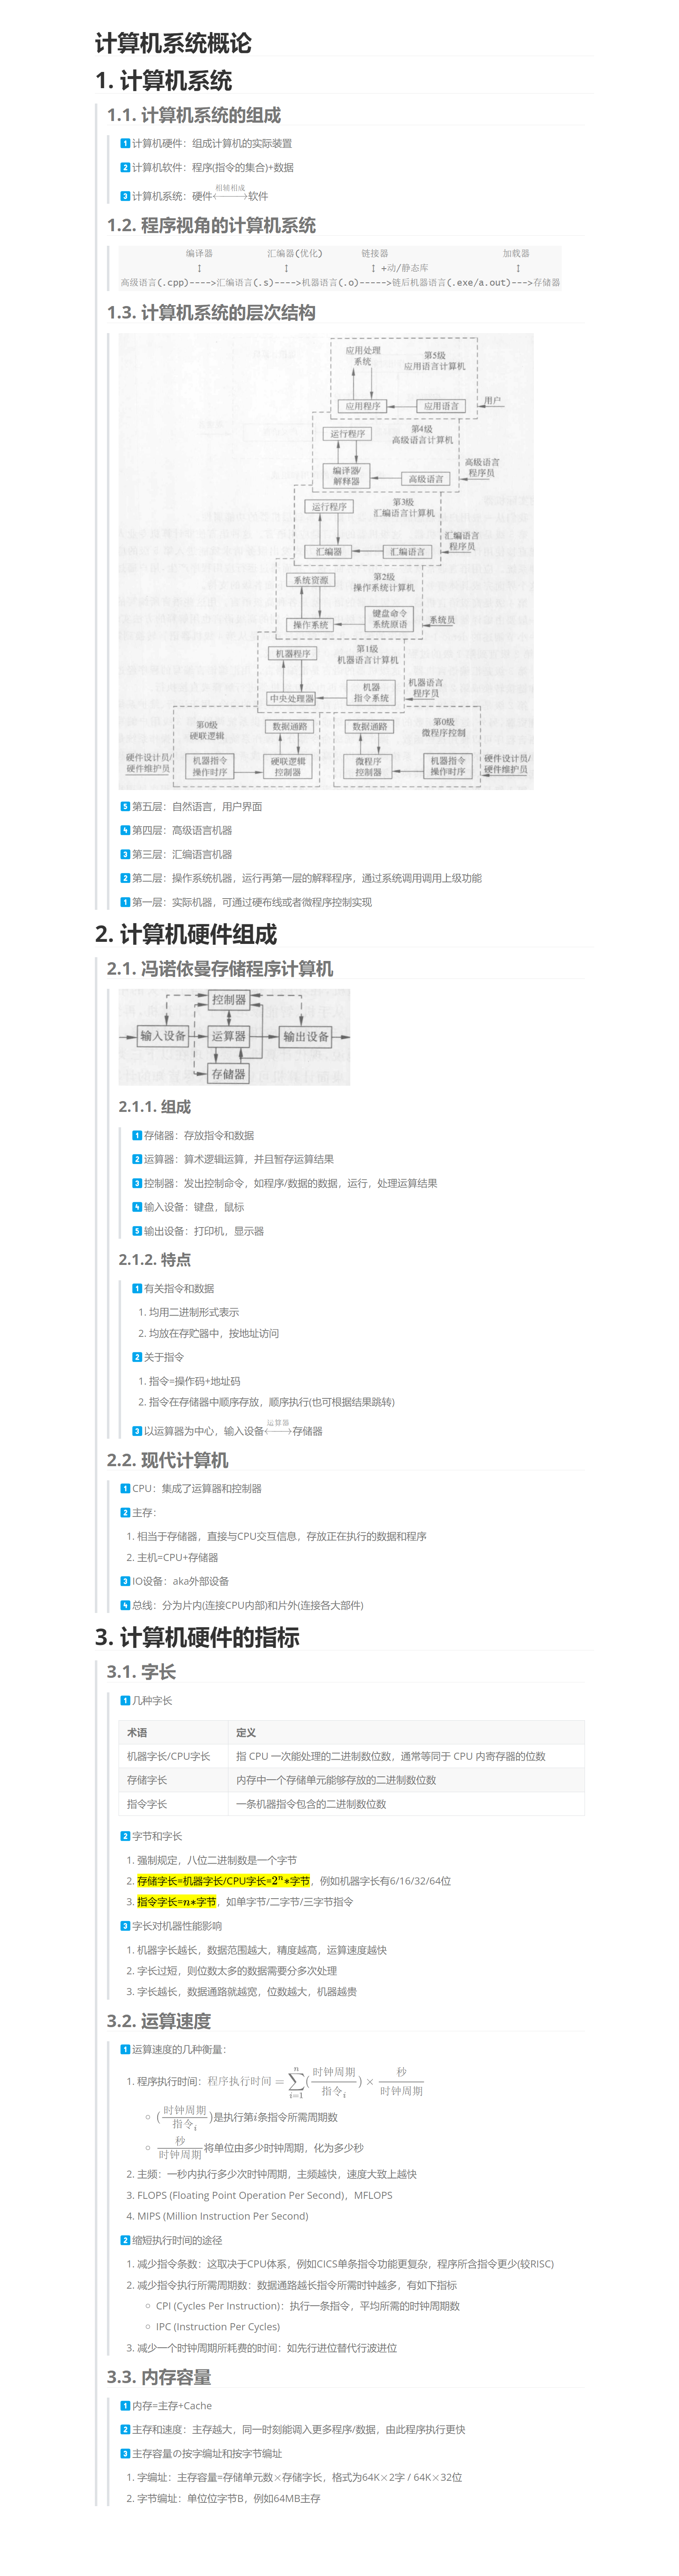 计算机系统概论
1. 计算机系统
1.1. 计算机系统的组成
1 计算机硬件：组成计算机的实际装置
2 计算机软件：程序(指令的集合)+数据
相辅相成
3 计算机系统：硬件⟷软件
1.2. 程序视角的计算机系统
编译器 汇编器(优化) 链接器 加载器
↕ ↕ ↕ +动/静态库 ↕
高级语言(.cpp)---->汇编语言(.s)---->机器语言(.o)----->链后机器语言(.exe/a.out)--->存储器
1.3. 计算机系统的层次结构
应用处理系统
第5级
应用语言计算机
应用程序 应用语言 用户
运行程序
第4级
高级语言计算机
编译器/解释器 高级语言 高级语言程序员
运行程序
第3级
汇编语言计算机
汇编器 汇编语言 汇编语言程序员
系统资源
第2级
操作系统计算机
操作系统 键盘命令系统原语 系统员
机器程序
第1级
机器语言计算机
中央处理器 机器指令系统 机器语言程序员
第0级 硬联逻辑 数据通路 数据通路 第0级 微程序控制
硬件设计员/硬件维护员 机器指令操作时序 硬联逻辑控制器 微程序控制器 机器指令操作时序 硬件设计员/硬件维护员
5 第五层：自然语言，用户界面
4 第四层：高级语言机器
3 第三层：汇编语言机器
2 第二层：操作系统机器，运行再第一层的解释程序，通过系统调用调用上级功能
1 第一层：实际机器，可通过硬布线或者微程序控制实现
2. 计算机硬件组成
2.1. 冯诺依曼存储程序计算机
控制器
输入设备 运算器 输出设备
存储器
2.1.1. 组成
1 存储器：存放指令和数据
2 运算器：算术逻辑运算，并且暂存运算结果
3 控制器：发出控制命令，如程序/数据的数据，运行，处理运算结果
4 输入设备：键盘，鼠标
5 输出设备：打印机，显示器
2.1.2. 特点
1 有关指令和数据
1. 均用二进制形式表示
2. 均放在存贮器中，按地址访问
2 关于指令
1. 指令=操作码+地址码
2. 指令在存储器中顺序存放，顺序执行(也可根据结果跳转)
运算器
3 以运算器为中心，输入设备⟷存储器
2.2. 现代计算机
1 CPU：集成了运算器和控制器
2 主存：
1. 相当于存储器，直接与CPU交互信息，存放正在执行的数据和程序
2. 主机=CPU+存储器
3 IO设备：aka外部设备
4 总线：分为片内(连接CPU内部)和片外(连接各大部件)
3. 计算机硬件的指标
3.1. 字长
1 几种字长
术语 定义
机器字长/CPU字长 指 CPU 一次能处理的二进制数位数，通常等同于 CPU 内寄存器的位数
存储字长 内存中一个存储单元能够存放的二进制数位数
指令字长 一条机器指令包含的二进制数位数
2 字节和字长
1. 强制规定，八位二进制数是一个字节
2. 存储字长=机器字长/CPU字长=2ⁿ*字节，例如机器字长有6/16/32/64位
3. 指令字长=n*字节，如单字节/二字节/三字节指令
3 字长对机器性能影响
1. 机器字长越长，数据范围越大，精度越高，运算速度越快
2. 字长过短，则位数太多的数据需要分多次处理
3. 字长越长，数据通路就越宽，位数越大，机器越贵
3.2. 运算速度
1 运算速度的几种衡量：
1. 程序执行时间：程序执行时间 = ∑_{i=1}^{n}(时钟周期/指令_i) × 秒/时钟周期
(时钟周期/指令_i)是执行第i条指令所需周期数
秒/时钟周期 将单位由多少时钟周期，化为多少秒
2. 主频：一秒内执行多少次时钟周期，主频越快，速度大致上越快
3. FLOPS (Floating Point Operation Per Second)，MFLOPS
4. MIPS (Million Instruction Per Second)
2 缩短执行时间的途径
1. 减少指令条数：这取决于CPU体系，例如CICS单条指令功能更复杂，程序所含指令更少(较RISC)
2. 减少指令执行所需周期数：数据通路越长指令所需时钟越多，有如下指标
CPI (Cycles Per Instruction)：执行一条指令，平均所需的时钟周期数
IPC (Instruction Per Cycles)
3. 减少一个时钟周期所耗费的时间：如先行进位替代行波进位
3.3. 内存容量
1 内存=主存+Cache
2 主存和速度：主存越大，同一时刻能调入更多程序/数据，由此程序执行更快
3 主存容量の按字编址和按字节编址
1. 字编址：主存容量=存储单元数×存储字长，格式为64K×2字 / 64K×32位
2. 字节编址：单位位字节B，例如64MB主存